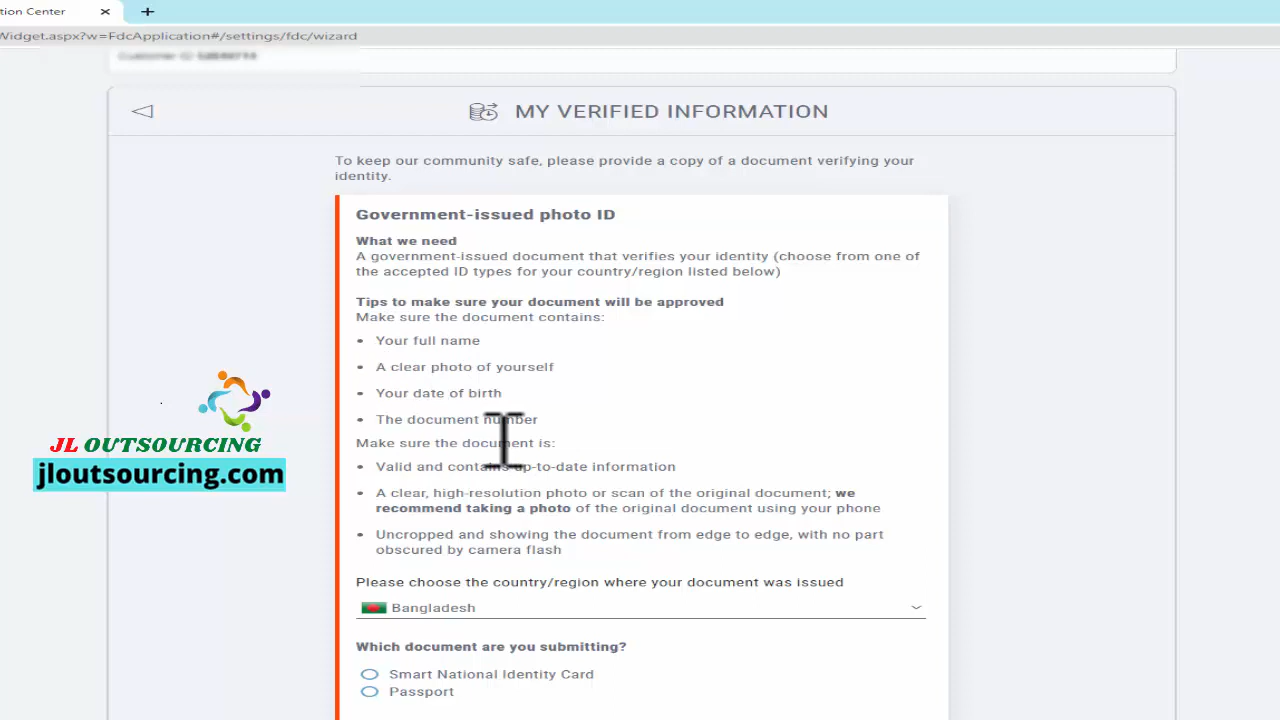 tion Center
Widget.aspx?w=FdcApplication#/settings/fdc/wizard
Customer ID
MY VERIFIED INFORMATION
To keep our community safe, please provide a copy of a document verifying your
identity.
Government-issued photo ID
What we need
A government-issued document that verifies your identity (choose from one of
the accepted ID types for your country/region listed below)
Tips to make sure your document will be approved
Make sure the document contains:
• Your full name
• A clear photo of yourself
• Your date of birth
• The document number
Make sure the document is:
• Valid and contains up-to-date information
• A clear, high-resolution photo or scan of the original document; we
recommend taking a photo of the original document using your phone
• Uncropped and showing the document from edge to edge, with no part
obscured by camera flash
Please choose the country/region where your document was issued
Bangladesh
Which document are you submitting?
Smart National Identity Card
Passport
JL OUTSOURCING
jloutsourcing.com